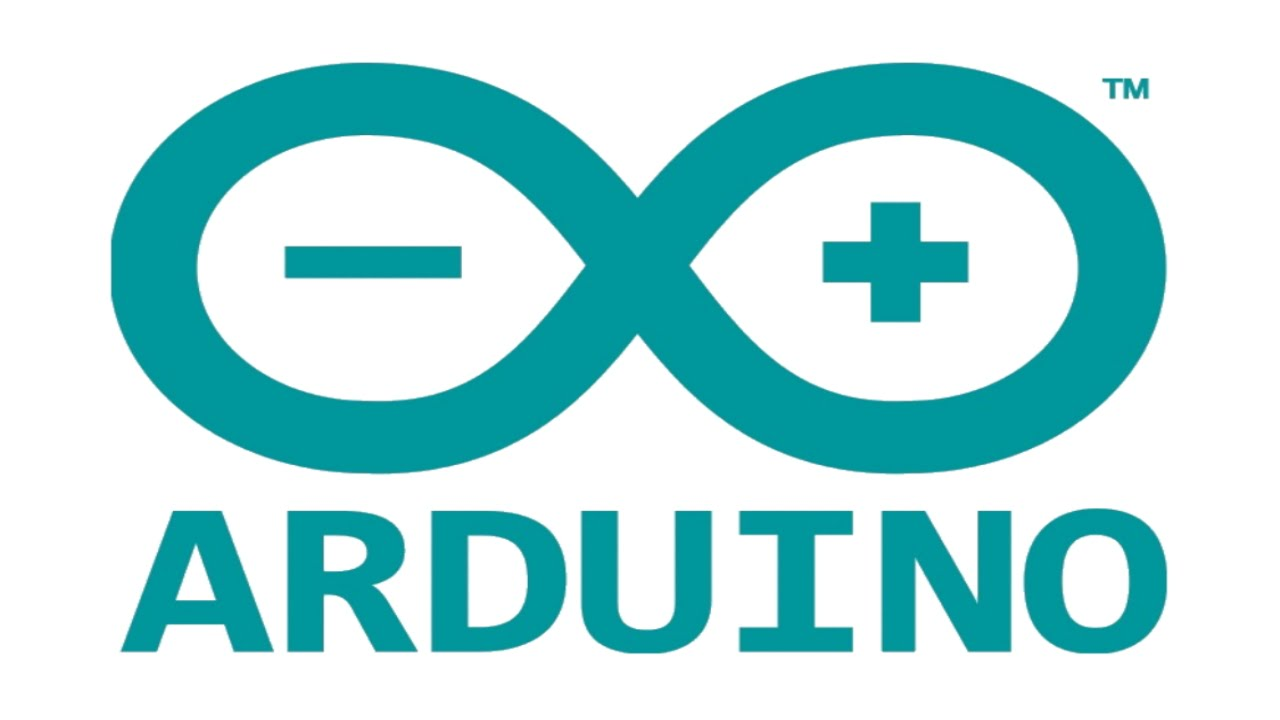 ™
− +
ARDUINO